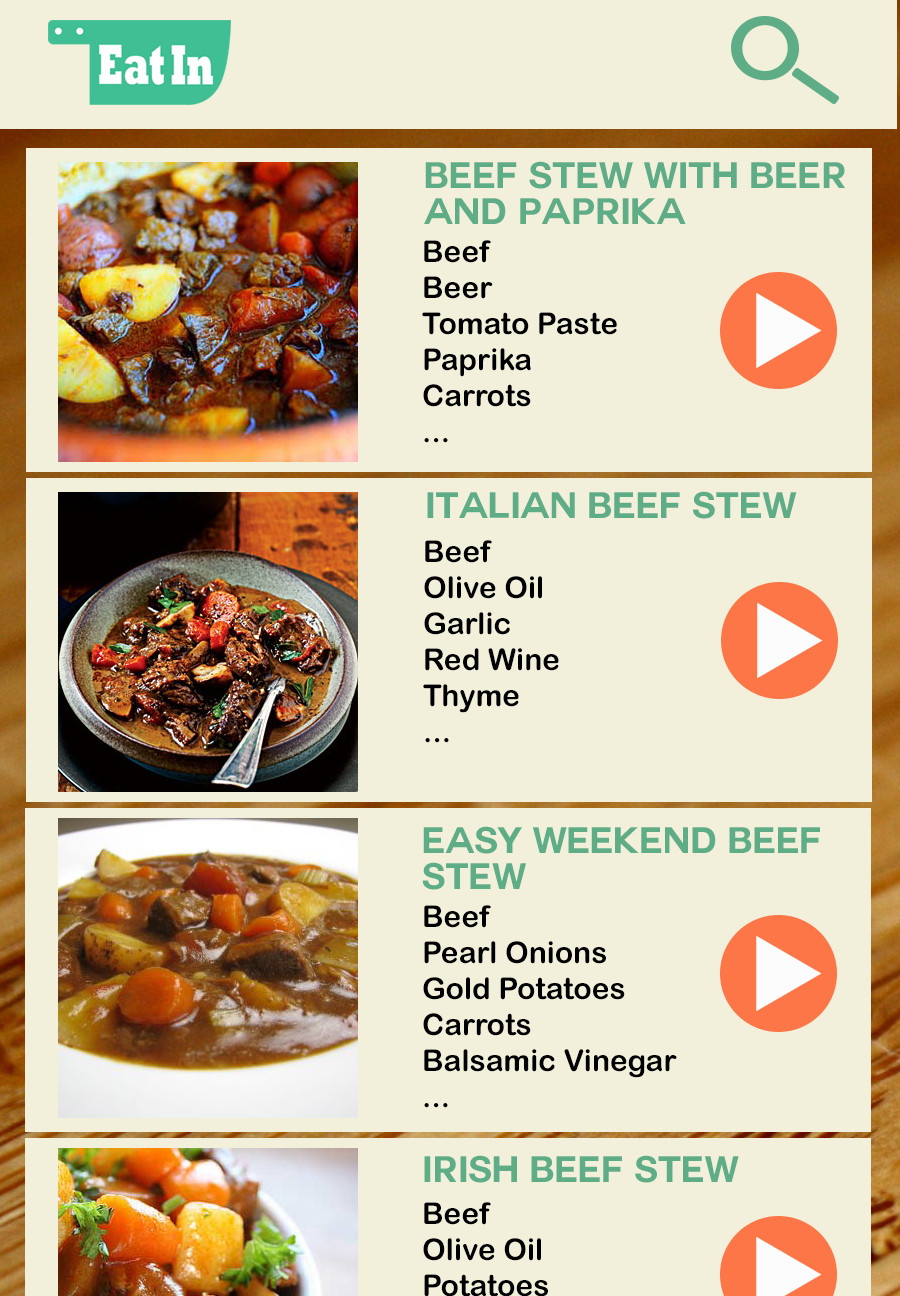 Eat In
BEEF STEW WITH BEER
AND PAPRIKA
Beef
Beer
Tomato Paste
Paprika
Carrots
...
ITALIAN BEEF STEW
Beef
Olive Oil
Garlic
Red Wine
Thyme
...
EASY WEEKEND BEEF
STEW
Beef
Pearl Onions
Gold Potatoes
Carrots
Balsamic Vinegar
...
IRISH BEEF STEW
Beef
Olive Oil
Potatoes